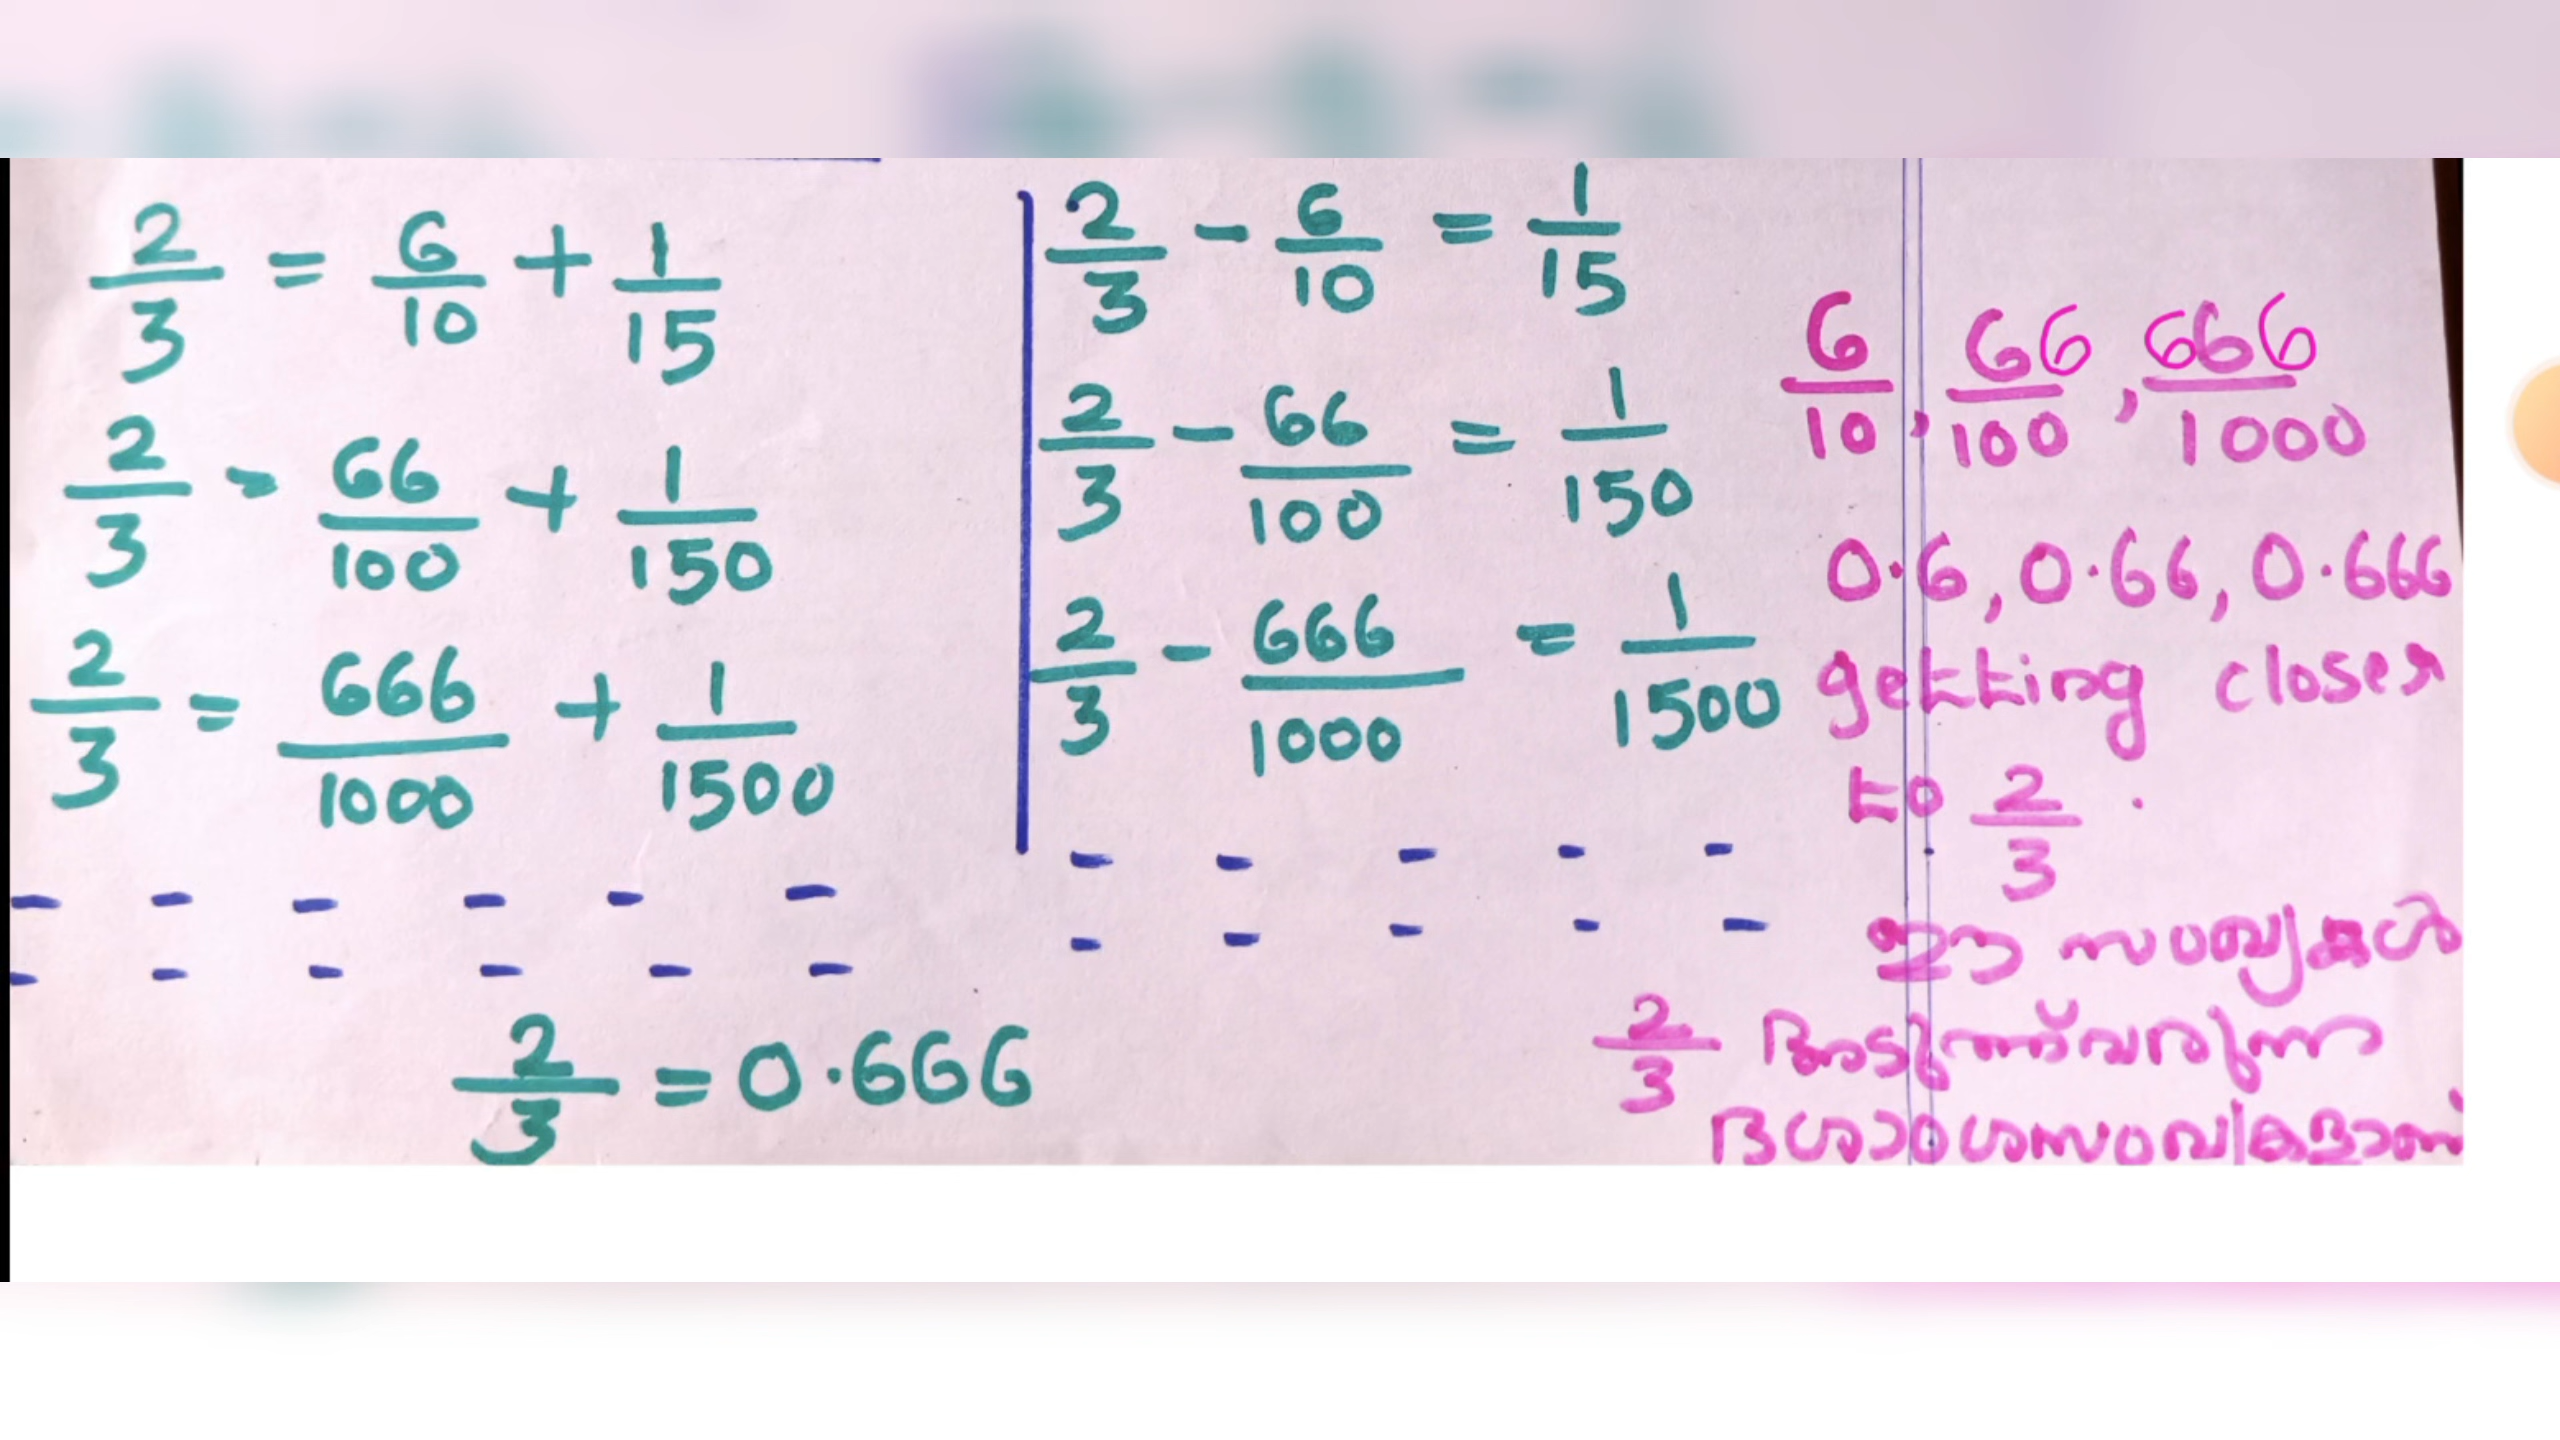 2/3 = 6/10 + 1/15
2/3 = 66/100 + 1/150
2/3 = 666/1000 + 1/1500
- - - - - -
- - - - - -
2/3 = 0.666
2/3 - 6/10 = 1/15
2/3 - 66/100 = 1/150
2/3 - 666/1000 = 1/1500
- - - - -
- - - - -
6/10, 66/100, 666/1000
0.6, 0.66, 0.666
getting closer
to 2/3 .
ഈ സംഖ്യകൾ
2/3 ടുത്ത് വരുന്ന
ദശാംശസംഖ്യകളാണ്